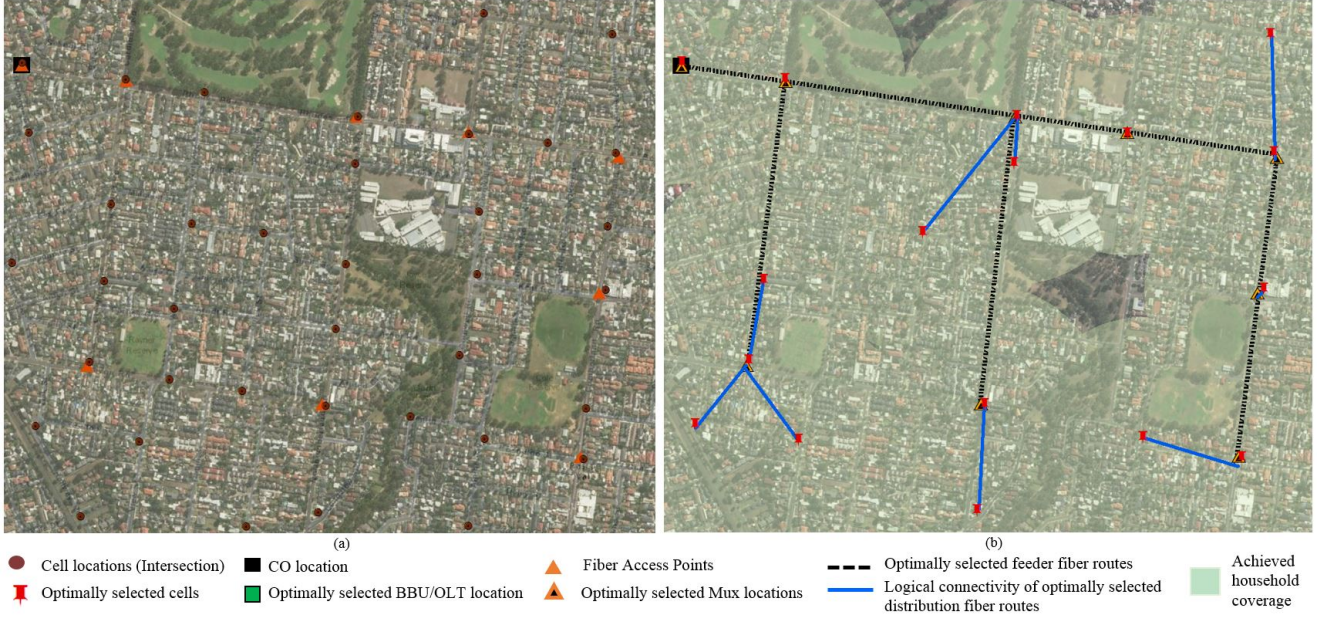 (a)
(b)
Cell locations (Intersection)
CO location
Fiber Access Points
Optimally selected feeder fiber routes
Achieved
household
coverage
Optimally selected cells
Optimally selected BBU/OLT location
Optimally selected Mux locations
Logical connectivity of optimally selected
distribution fiber routes